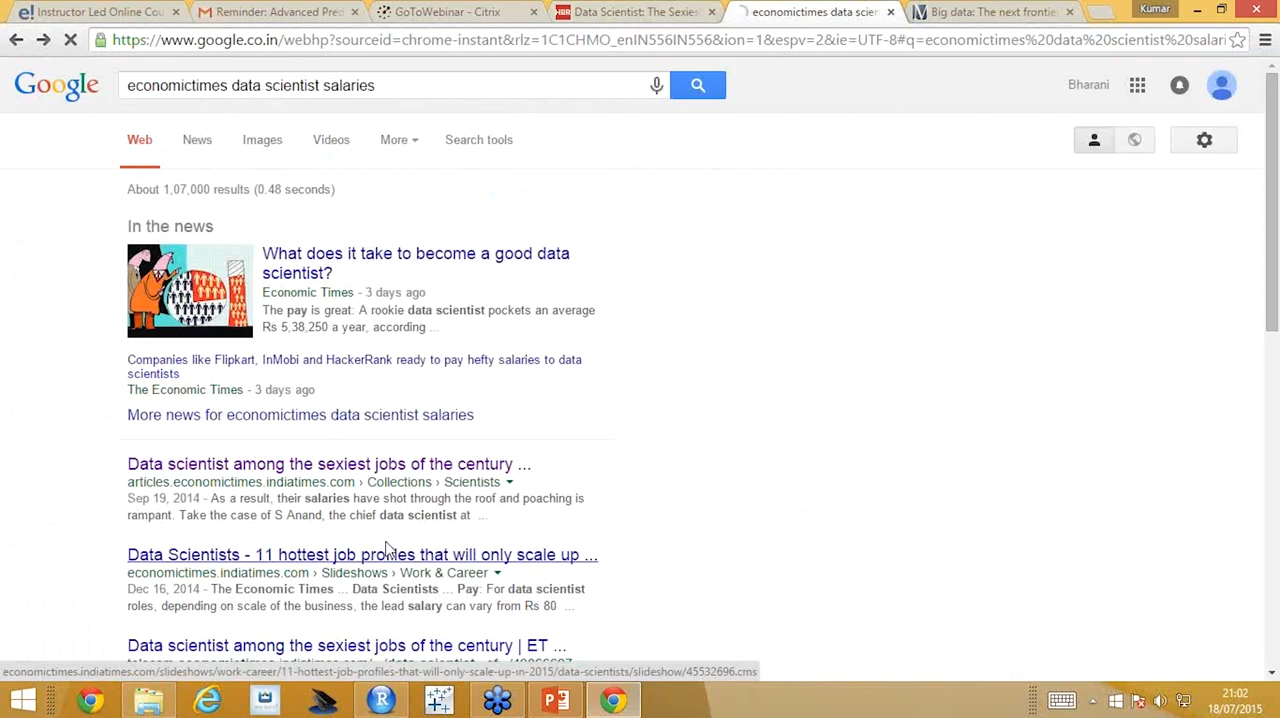 Instructor Led Online Cou
Reminder: Advanced Pred
GoToWebinar - Citrix
HBR Data Scientist: The Sexies
economictimes data scien
Big data: The next frontie
Kumar
https://www.google.co.in/webhp?sourceid=chrome-instant&rlz=1C1CHMO_enIN556IN556&ion=1&espv=2&ie=UTF-8#q=economictimes%20data%20scientist%20salari
Google
economictimes data scientist salaries
Bharani
Web News Images Videos More Search tools
About 1,07,000 results (0.48 seconds)
In the news
What does it take to become a good data
scientist?
Economic Times - 3 days ago
The pay is great: A rookie data scientist pockets an average
Rs 5,38,250 a year, according ...
Companies like Flipkart, InMobi and HackerRank ready to pay hefty salaries to data
scientists
The Economic Times - 3 days ago
More news for economictimes data scientist salaries
Data scientist among the sexiest jobs of the century ...
articles.economictimes.indiatimes.com › Collections › Scientists
Sep 19, 2014 - As a result, their salaries have shot through the roof and poaching is
rampant. Take the case of S Anand, the chief data scientist at ...
Data Scientists - 11 hottest job profiles that will only scale up ...
economictimes.indiatimes.com › Slideshows › Work & Career
Dec 16, 2014 - The Economic Times ... Data Scientists ... Pay: For data scientist
roles, depending on scale of the business, the lead salary can vary from Rs 80 ...
Data scientist among the sexiest jobs of the century | ET ...
economictimes.indiatimes.com/slideshows/work-career/11-hottest-job-profiles-that-will-only-scale-up-in-2015/data-scientists/slideshow/45532696.cms
21:02
18/07/2015